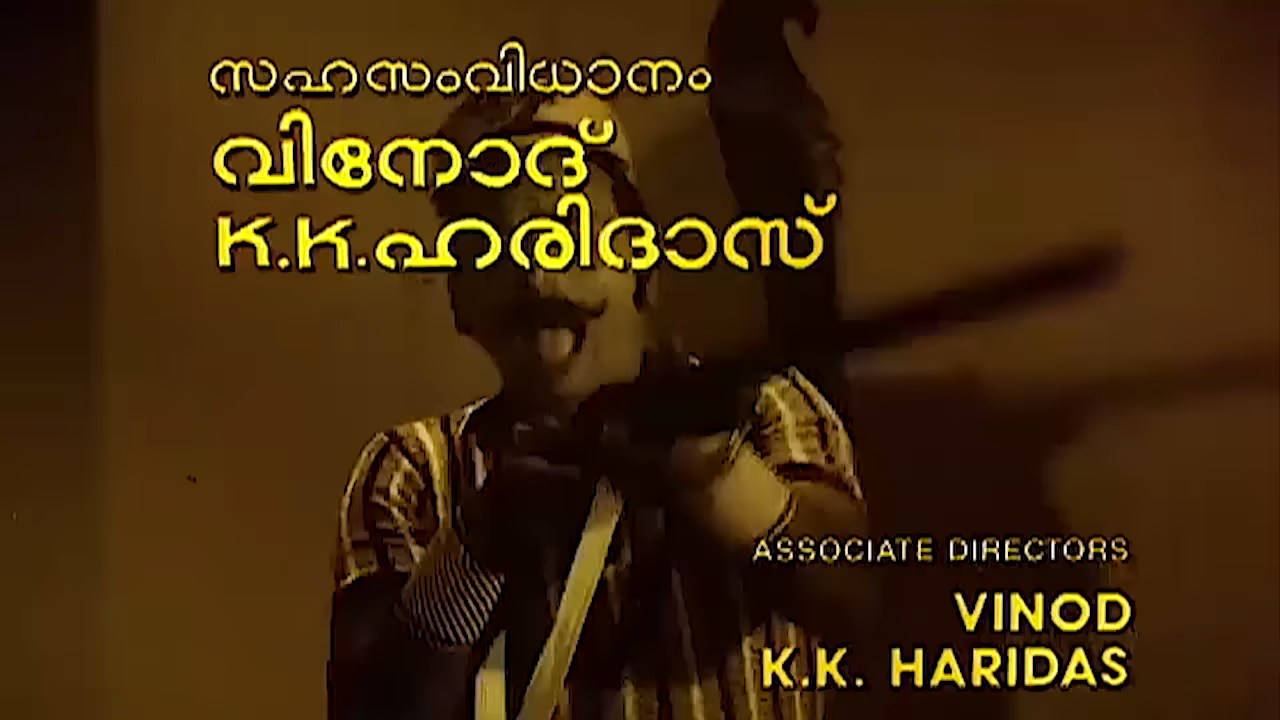 സഹസംവിധാനം
വിനോദ്
K.K.ഹരിദാസ്
ASSOCIATE DIRECTORS
VINOD
K.K. HARIDAS